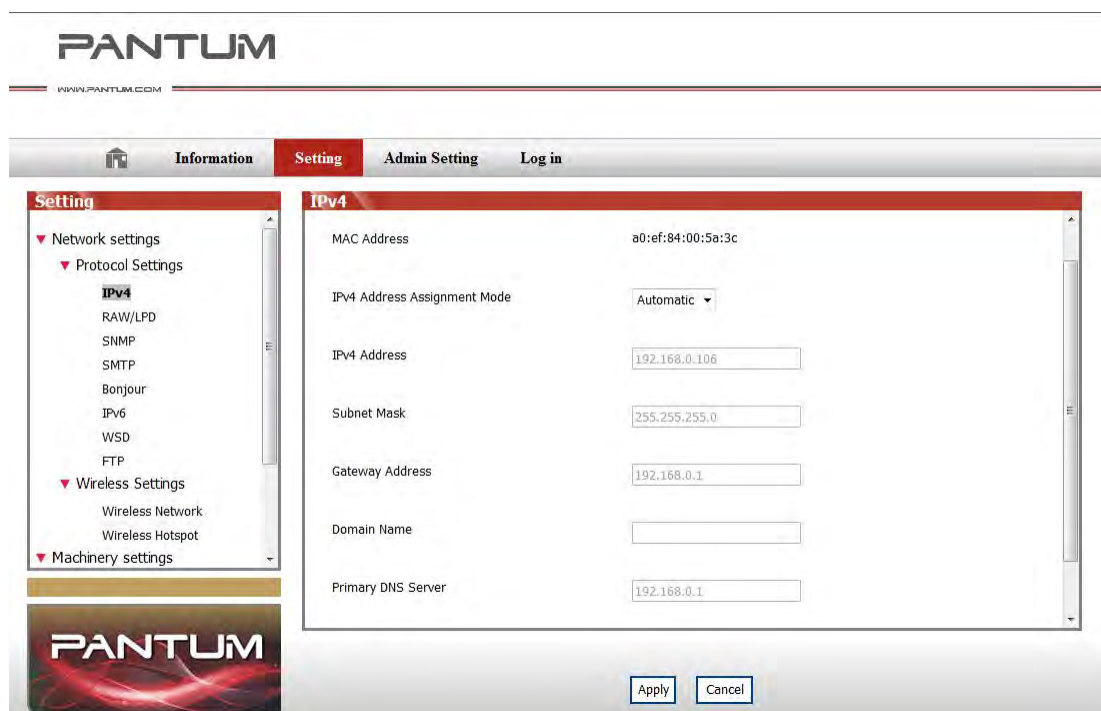 PANTUM
WWW.PANTUM.COM
Information Setting Admin Setting Log in
Setting
Network settings
Protocol Settings
IPv4
RAW/LPD
SNMP
SMTP
Bonjour
IPv6
WSD
FTP
Wireless Settings
Wireless Network
Wireless Hotspot
Machinery settings
PANTUM
IPv4
MAC Address a0:ef:84:00:5a:3c
IPv4 Address Assignment Mode Automatic
IPv4 Address 192.168.0.106
Subnet Mask 255.255.255.0
Gateway Address 192.168.0.1
Domain Name
Primary DNS Server 192.168.0.1
Apply Cancel